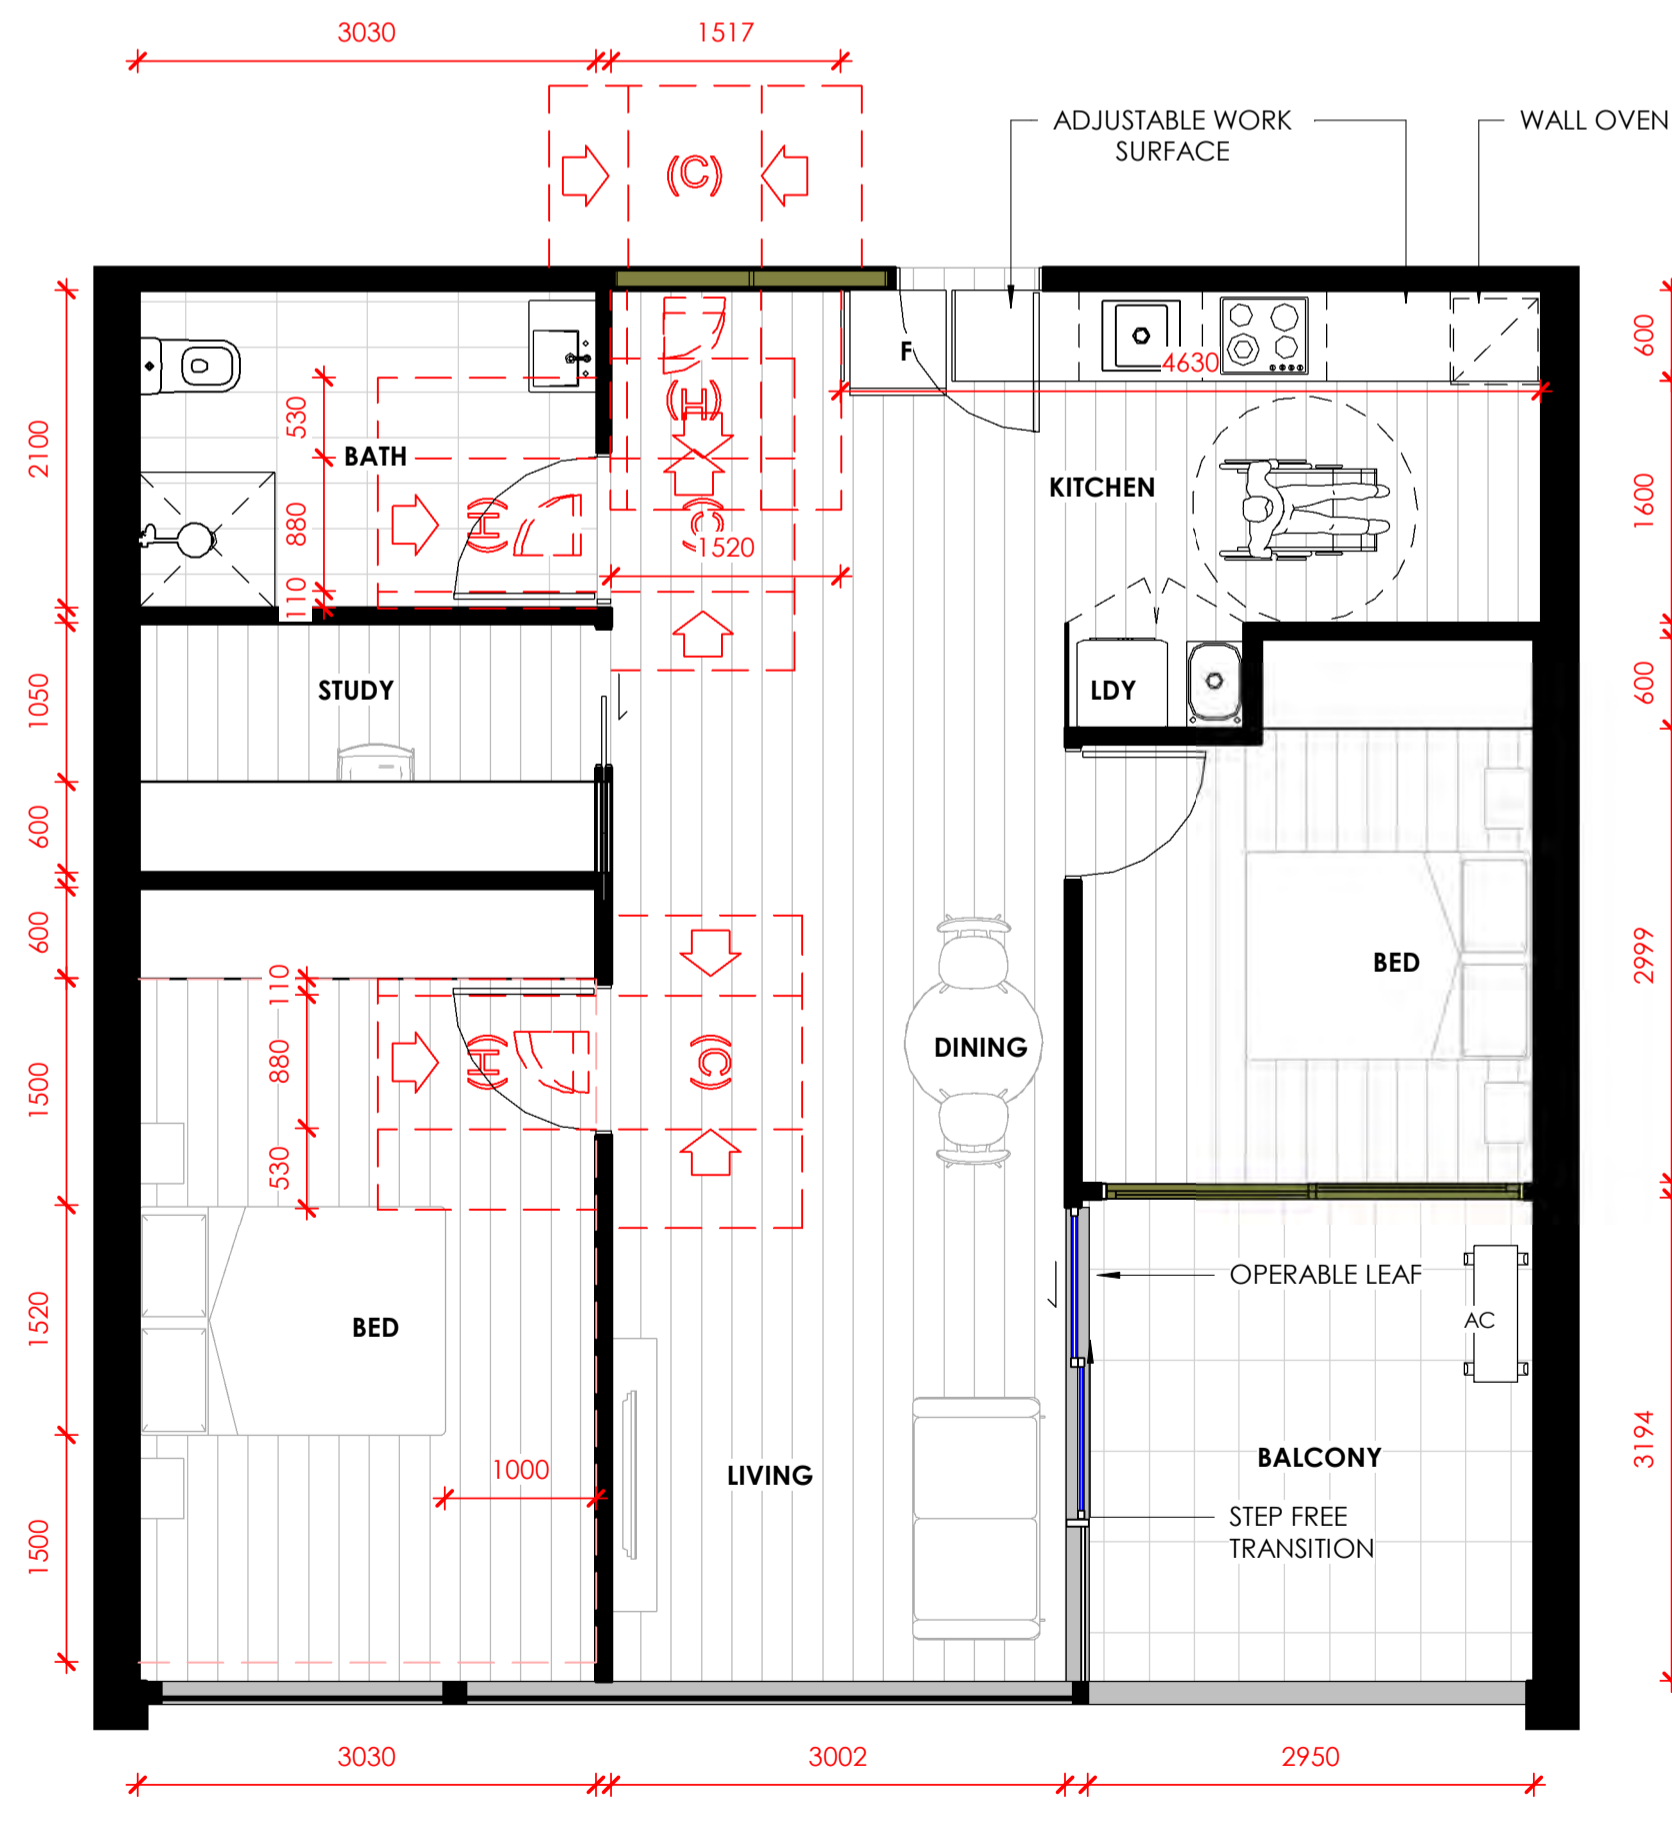 3030
1517
(C)
ADJUSTABLE WORK
SURFACE
WALL OVEN
F
4630
600
(H)
530
BATH
2100
880
(H)
110
(C)
1520
KITCHEN
1600
STUDY
LDY
1050
600
600
600
110
880
530
(H)
(C)
DINING
BED
2999
1500
1520
BED
OPERABLE LEAF
AC
1000
LIVING
BALCONY
3194
STEP FREE
TRANSITION
1500
3030
3002
2950